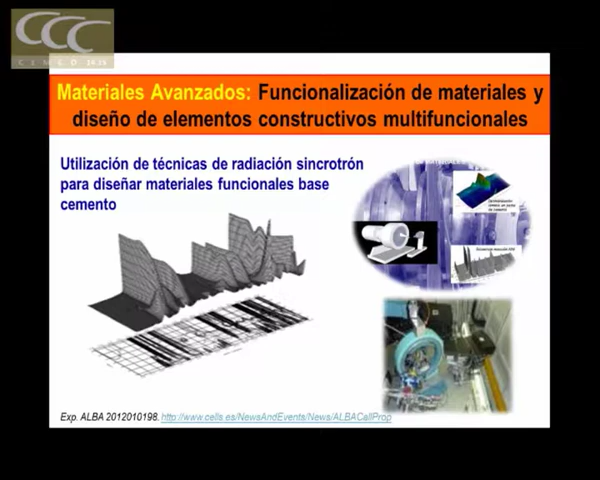 CCC
Materiales Avanzados: Funcionalización de materiales y
diseño de elementos constructivos multifuncionales
Utilización de técnicas de radiación sincrotrón
para diseñar materiales funcionales base
cemento
Exp. ALBA 2012010198. http://www.cells.es/NewsAndEvents/News/ALBACallProp